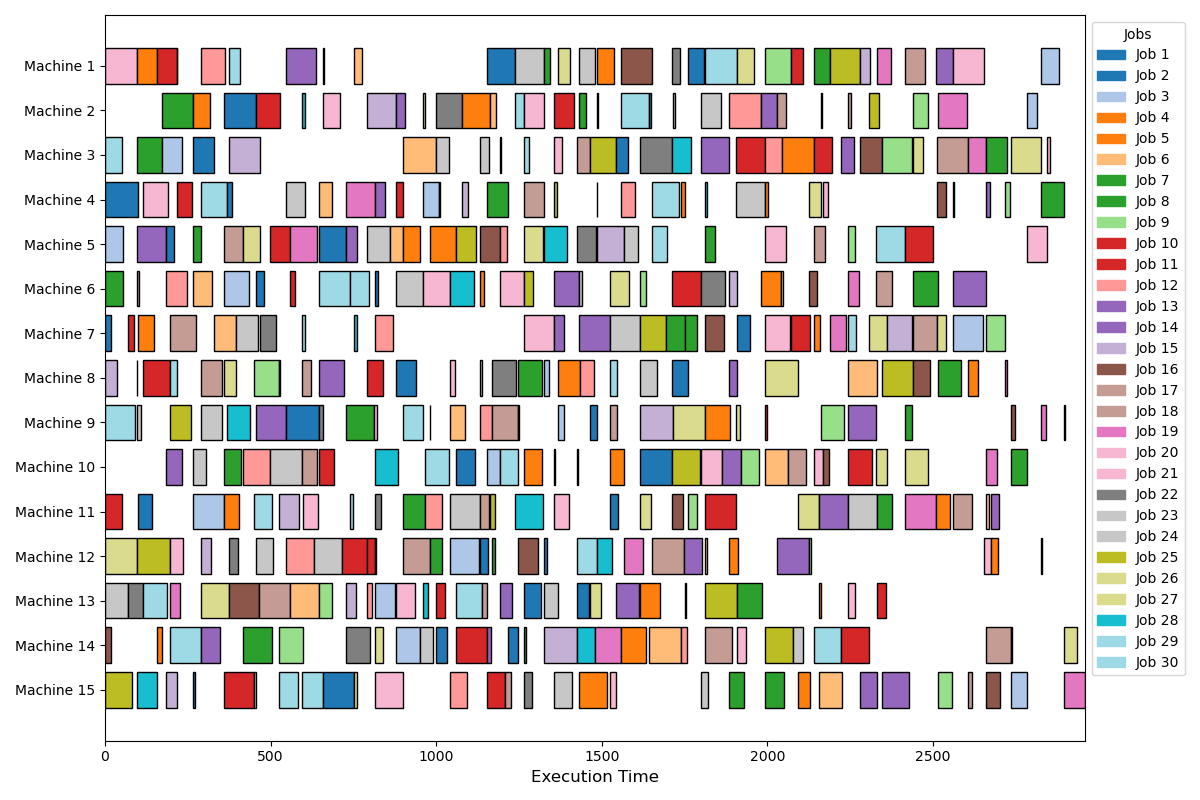 Machine 1
Machine 2
Machine 3
Machine 4
Machine 5
Machine 6
Machine 7
Machine 8
Machine 9
Machine 10
Machine 11
Machine 12
Machine 13
Machine 14
Machine 15
0 500 1000 1500 2000 2500
Execution Time
Jobs
Job 1
Job 2
Job 3
Job 4
Job 5
Job 6
Job 7
Job 8
Job 9
Job 10
Job 11
Job 12
Job 13
Job 14
Job 15
Job 16
Job 17
Job 18
Job 19
Job 20
Job 21
Job 22
Job 23
Job 24
Job 25
Job 26
Job 27
Job 28
Job 29
Job 30